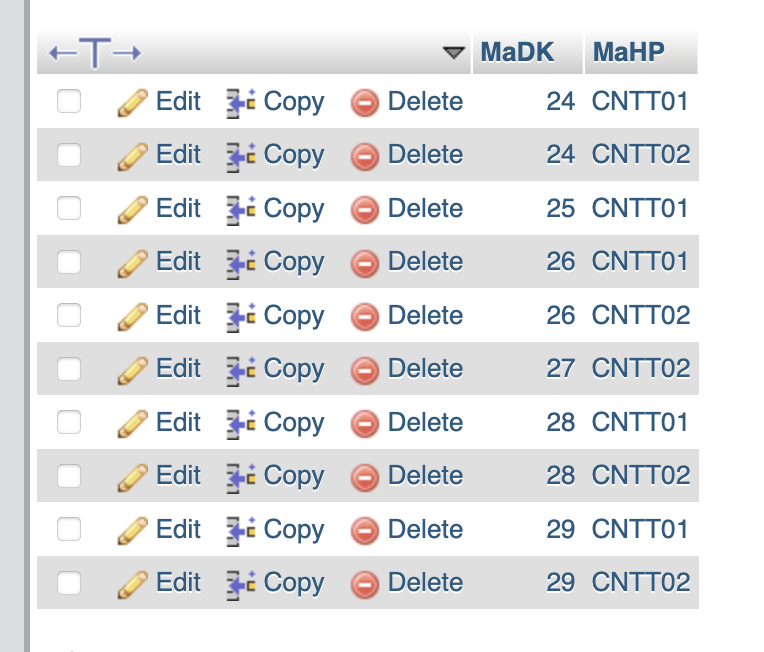 ←T→ MaDK MaHP
Edit Copy Delete 24 CNTT01
Edit Copy Delete 24 CNTT02
Edit Copy Delete 25 CNTT01
Edit Copy Delete 26 CNTT01
Edit Copy Delete 26 CNTT02
Edit Copy Delete 27 CNTT02
Edit Copy Delete 28 CNTT01
Edit Copy Delete 28 CNTT02
Edit Copy Delete 29 CNTT01
Edit Copy Delete 29 CNTT02